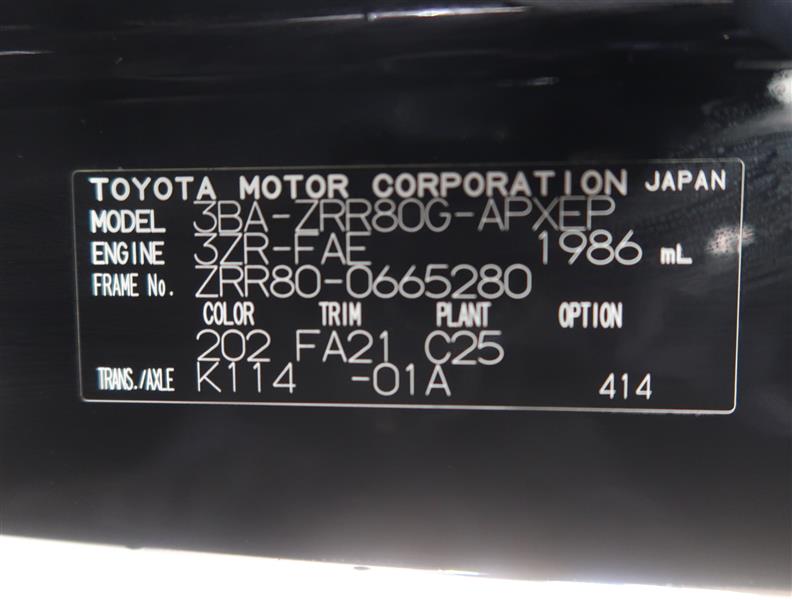 TOYOTA MOTOR CORPORATION JAPAN
MODEL 3BA-ZRR80G-APXEP
ENGINE 3ZR-FAE 1986 mL
FRAME No. ZRR80-0665280
COLOR TRIM PLANT OPTION
202 FA21 C25
TRANS./AXLE K114 -01A 414